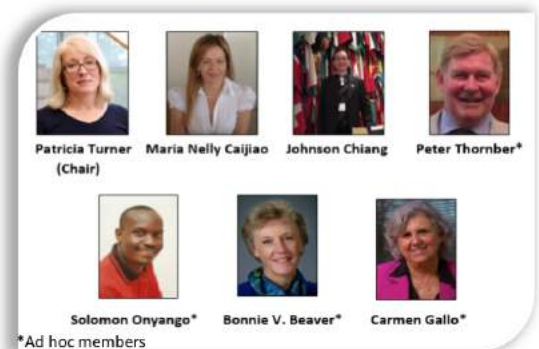 Patricia Turner Maria Nelly Caijiao Johnson Chiang Peter Thornber*
(Chair)
Solomon Onyango* Bonnie V. Beaver* Carmen Gallo*
*Ad hoc members